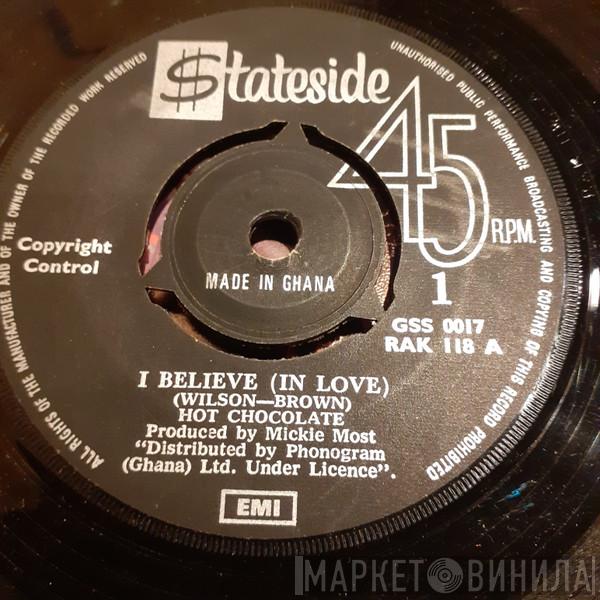 $tateside
ALL RIGHTS OF THE MANUFACTURER AND OF THE OWNER OF THE RECORDED WORK RESERVED
UNAUTHORISED PUBLIC PERFORMANCE BROADCASTING AND COPYING OF THIS RECORD PROHIBITED
45
R.P.M.
Copyright
Control
MADE IN GHANA
1
GSS 0017
RAK 118 A
I BELIEVE (IN LOVE)
(WILSON—BROWN)
HOT CHOCOLATE
Produced by Mickie Most
"Distributed by Phonogram
(Ghana) Ltd. Under Licence".
EMI
МАРКЕТ ВИНИЛА